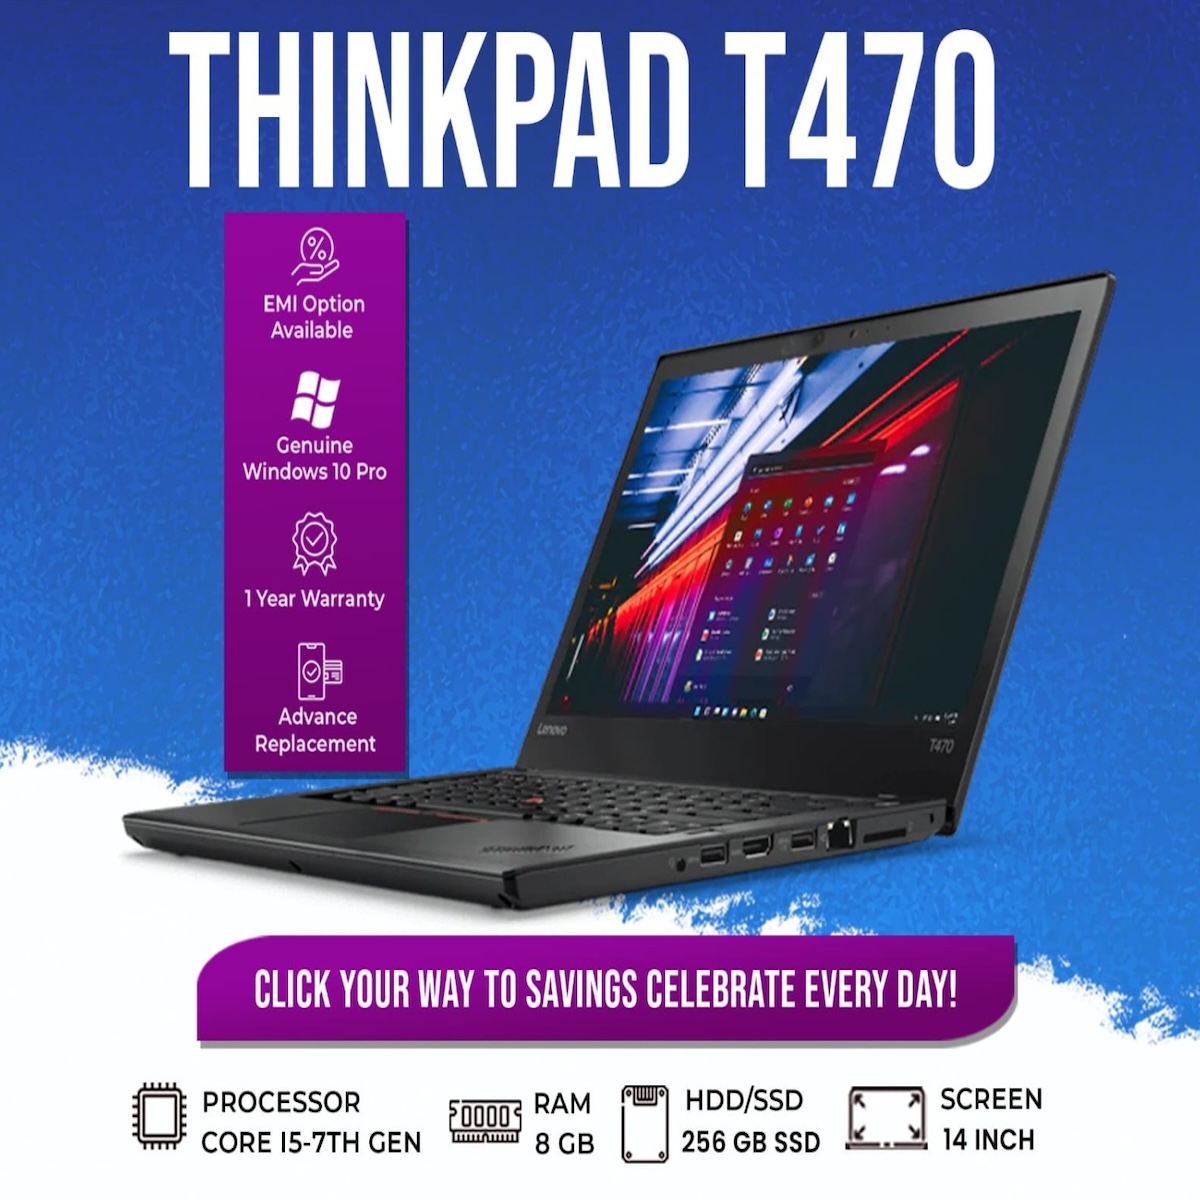 THINKPAD T470
EMI Option
Available
Genuine
Windows 10 Pro
1 Year Warranty
Advance
Replacement
Lenovo
T470
CLICK YOUR WAY TO SAVINGS CELEBRATE EVERY DAY!
PROCESSOR
CORE I5-7TH GEN
RAM
8 GB
HDD/SSD
256 GB SSD
SCREEN
14 INCH